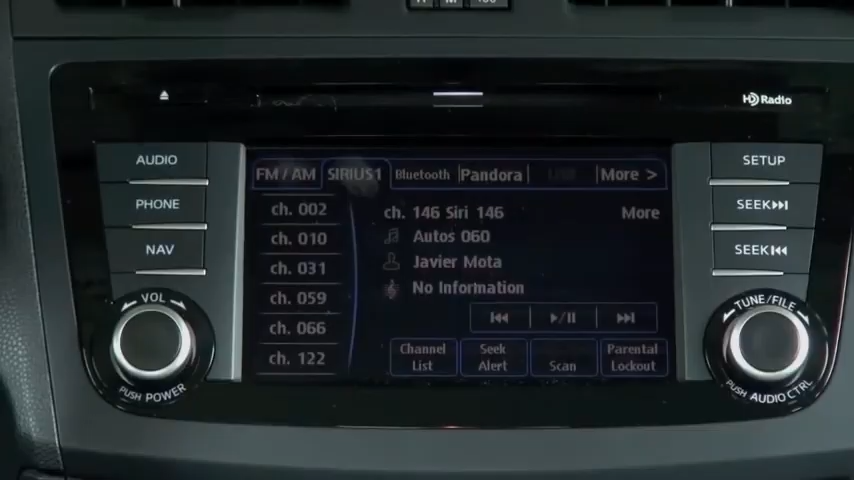 HD Radio
AUDIO
PHONE
NAV
VOL
PUSH POWER
FM / AM SIRIUS1 Bluetooth Pandora USB More >
ch. 002
ch. 010
ch. 031
ch. 059
ch. 066
ch. 122
ch. 146 Siri 146 More
Autos 060
Javier Mota
No Information
Channel List
Seek Alert
Scan
Parental Lockout
SETUP
SEEK
SEEK
TUNE/FILE
PUSH AUDIO CTRL